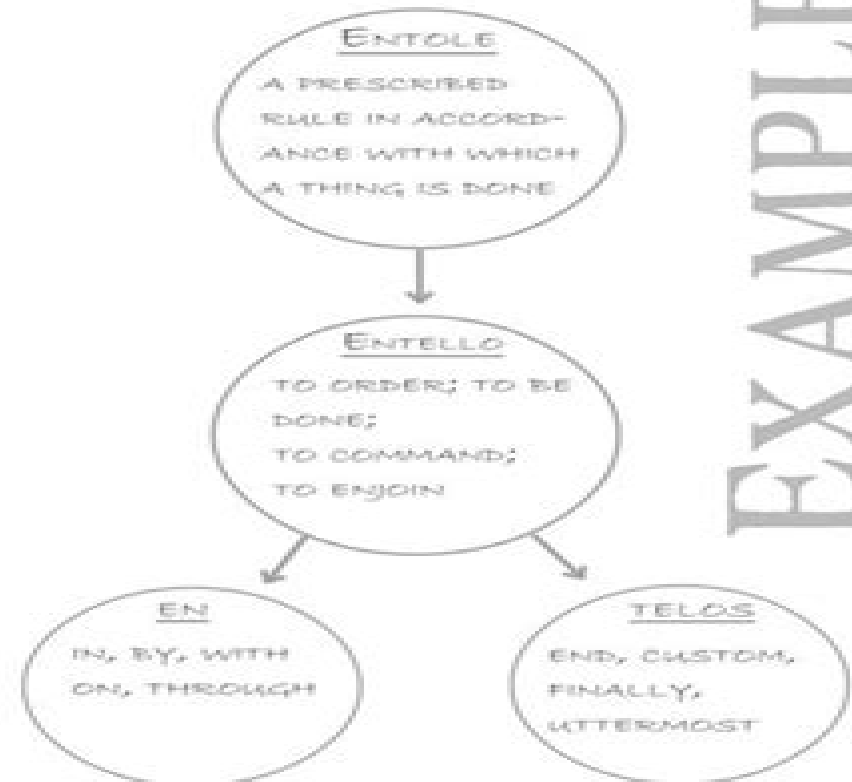 ENTOLE
A PRESCRIBED
RULE IN ACCORD-
ANCE WITH WHICH
A THING IS DONE
ENTELLO
TO ORDER; TO BE
DONE;
TO COMMAND;
TO ENJOIN
EN
IN, BY, WITH
ON, THROUGH
TELOS
END, CUSTOM,
FINALLY,
UTTERMOST
EXAMPLE